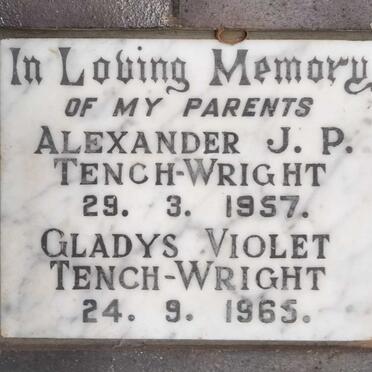 In Loving Memory
OF MY PARENTS
ALEXANDER J. P.
TENCH-WRIGHT
29. 3. 1957.
GLADYS VIOLET
TENCH-WRIGHT
24. 9. 1965.